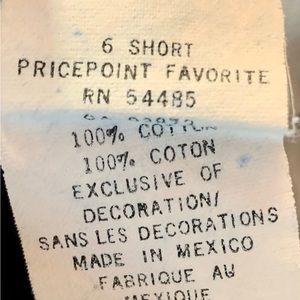 6 SHORT
PRICEPOINT FAVORITE
RN 54485
100% COTTON
100% COTON
EXCLUSIVE OF
DECORATION/
SANS LES DECORATIONS
MADE IN MEXICO
FABRIQUE AU
MEXIQUE